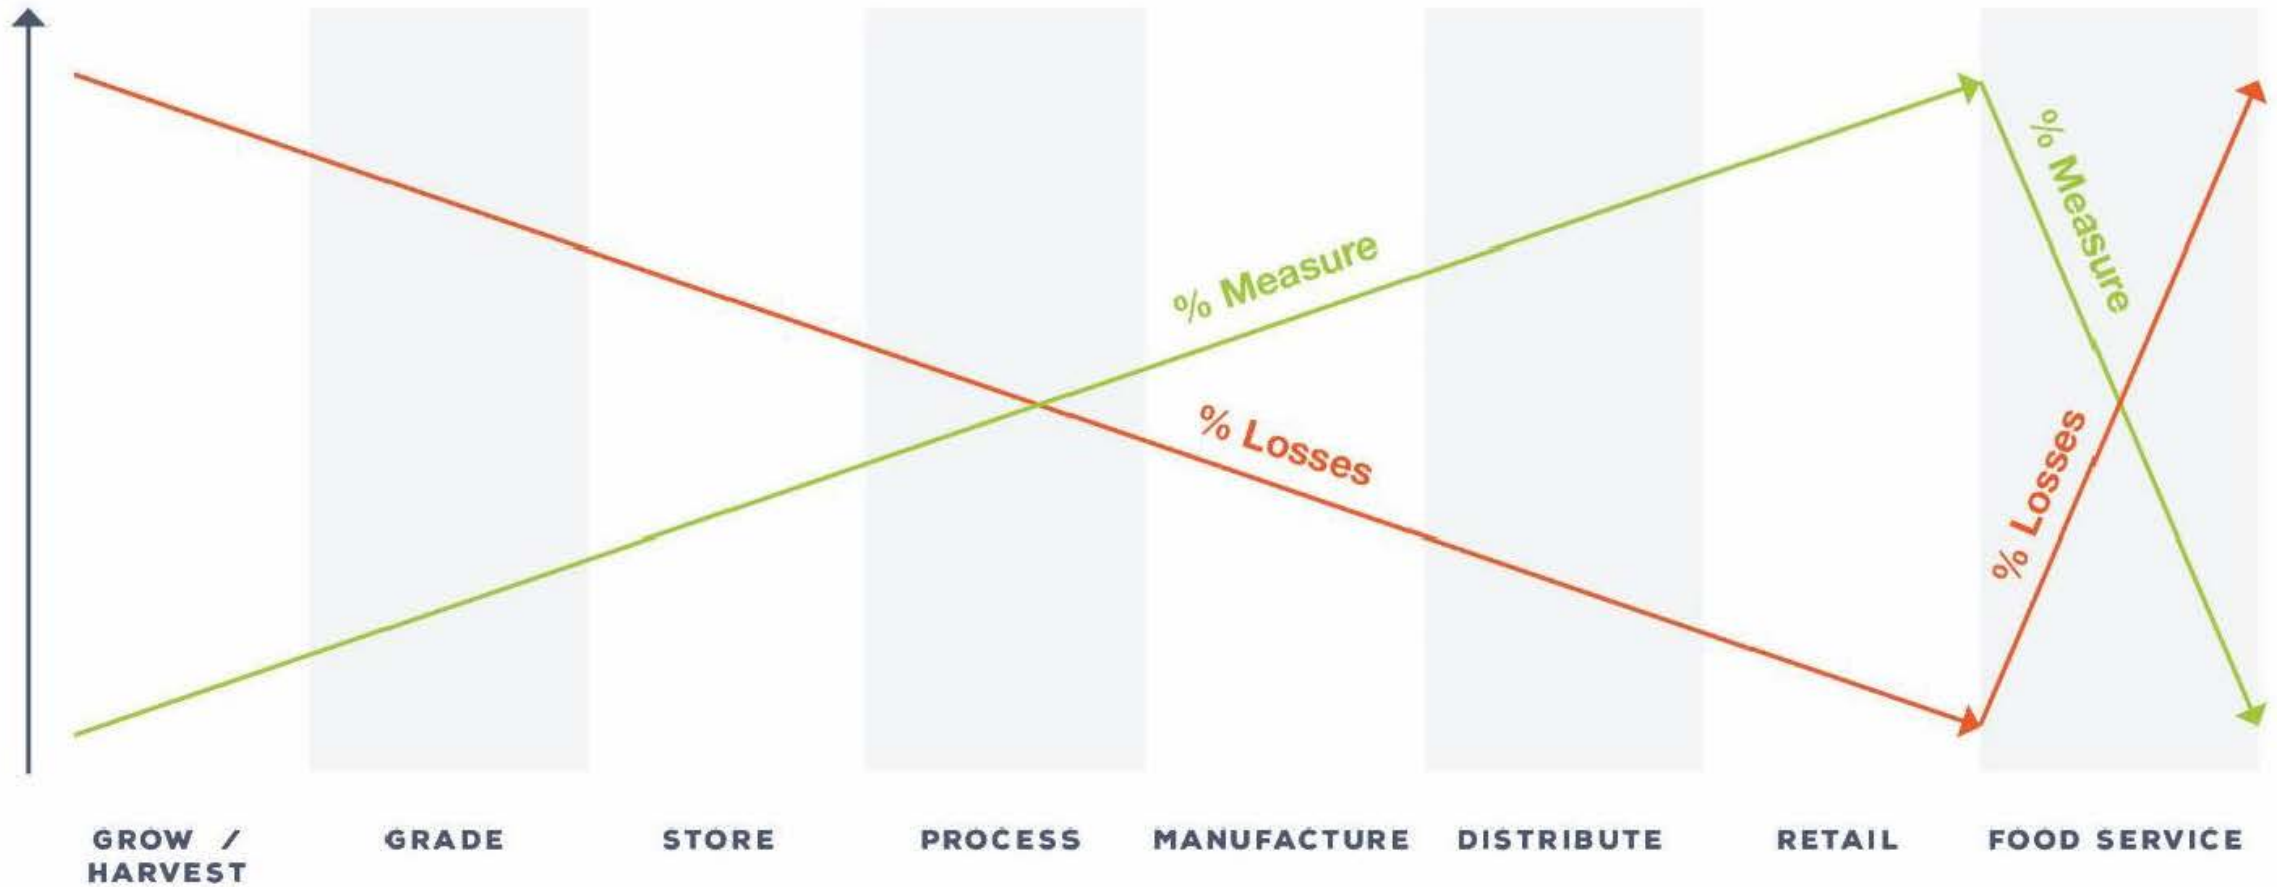 % Measure
% Losses
% Measure
% Losses
GROW /
HARVEST
GRADE
STORE
PROCESS
MANUFACTURE
DISTRIBUTE
RETAIL
FOOD SERVICE